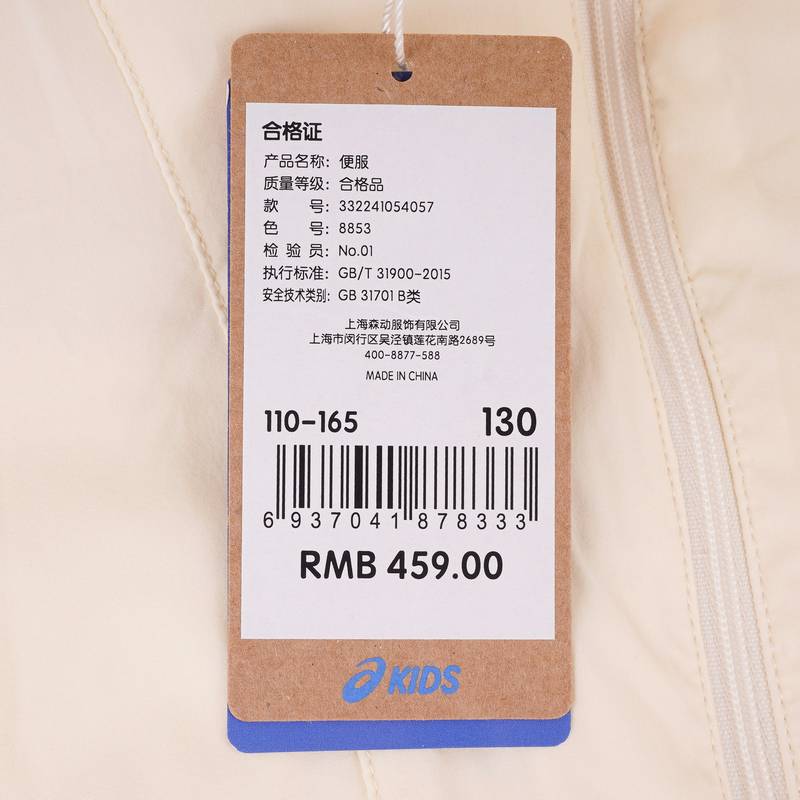 合格证
产品名称: 便服
质量等级: 合格品
款 号: 332241054057
色 号: 8853
检 验 员: No.01
执行标准: GB/T 31900-2015
安全技术类别: GB 31701 B类
上海森动服饰有限公司
上海市闵行区吴泾镇莲花南路2689号
400-8877-588
MADE IN CHINA
110-165 130
6 937041 878333
RMB 459.00
KIDS